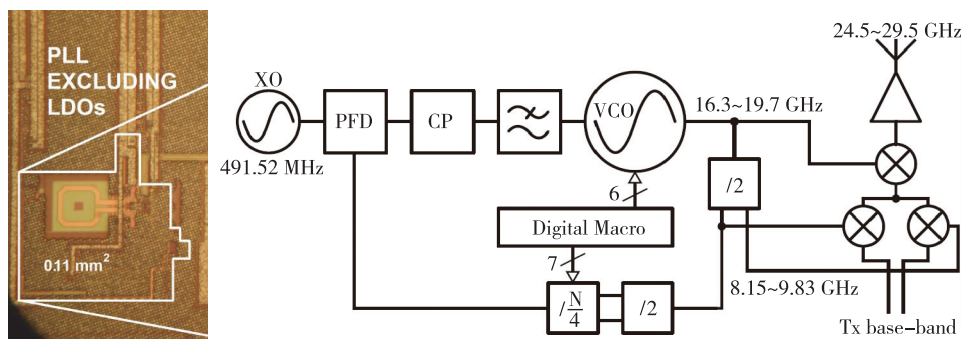 PLL
EXCLUDING
LDOs
0.11 mm²
24.5~29.5 GHz
XO
PFD
CP
VCO
16.3~19.7 GHz
491.52 MHz
/2
6
Digital Macro
7
8.15~9.83 GHz
/N/4
/2
Tx base-band